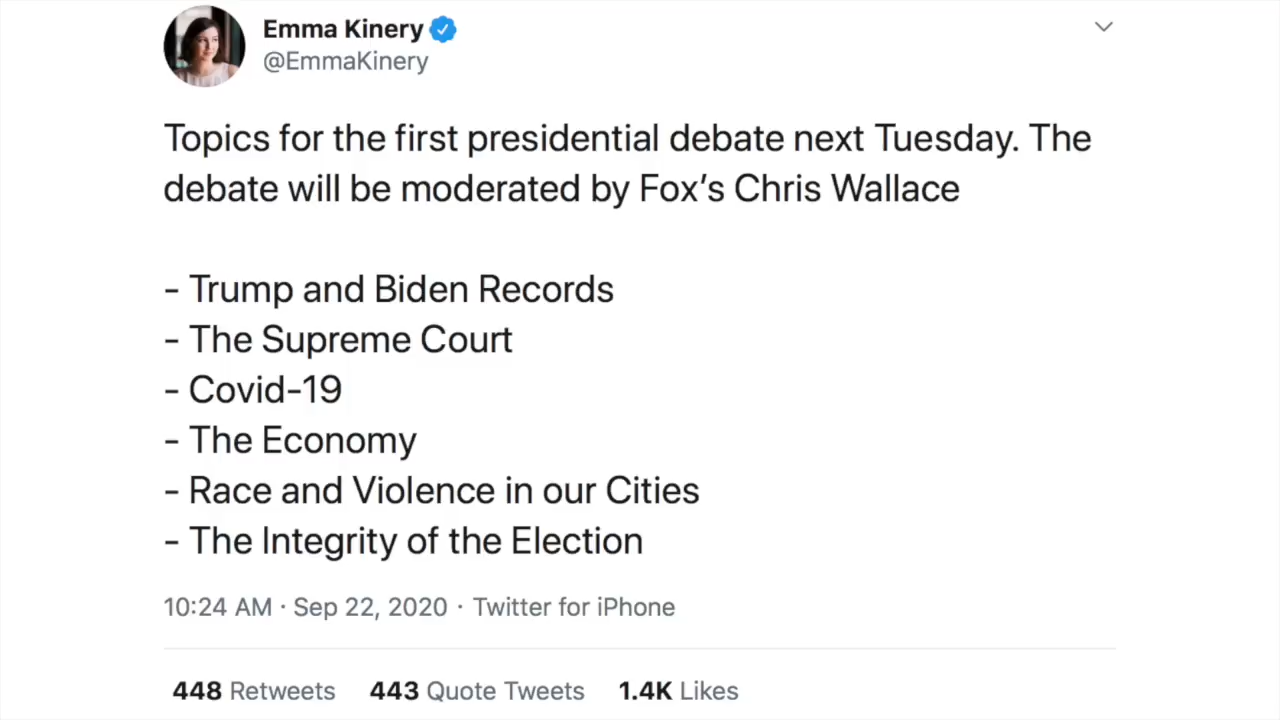 Emma Kinery
@EmmaKinery
Topics for the first presidential debate next Tuesday. The
debate will be moderated by Fox’s Chris Wallace
- Trump and Biden Records
- The Supreme Court
- Covid-19
- The Economy
- Race and Violence in our Cities
- The Integrity of the Election
10:24 AM · Sep 22, 2020 · Twitter for iPhone
448 Retweets 443 Quote Tweets 1.4K Likes